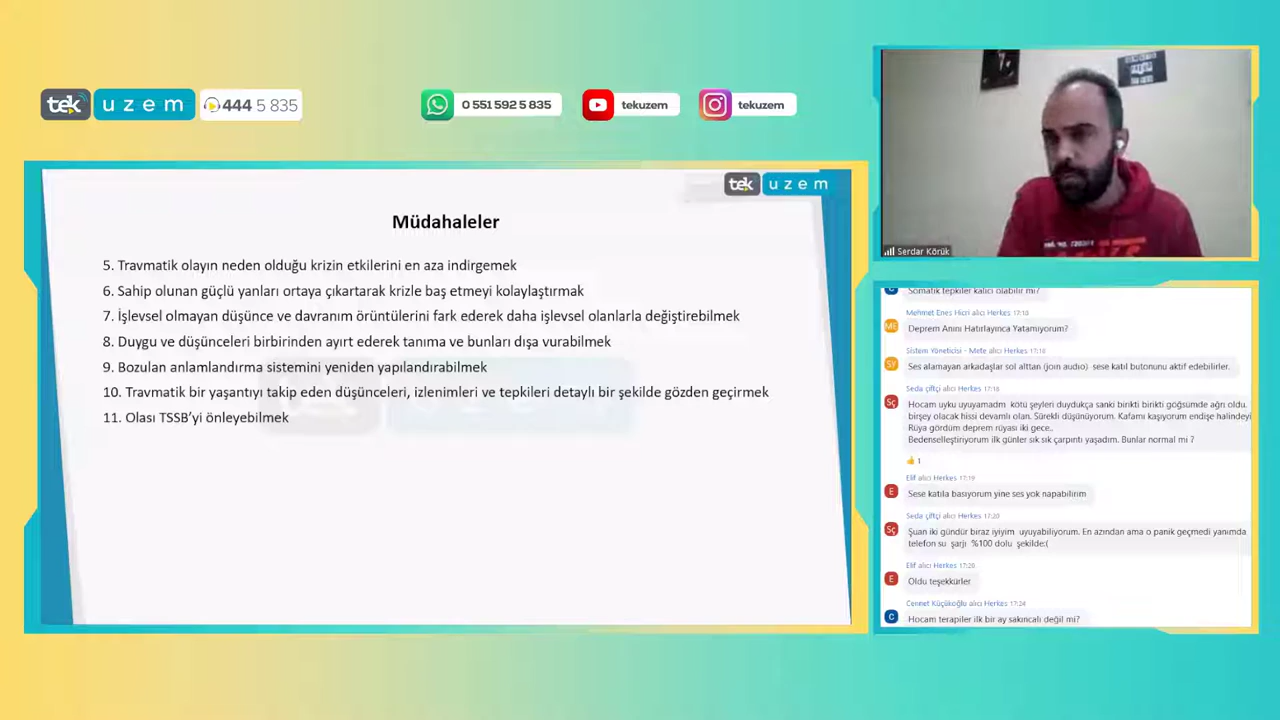 tek uzem 444 5 835
0 551 592 5 835
tekuzem
tekuzem
tek uzem
Müdahaleler
5. Travmatik olayın neden olduğu krizin etkilerini en aza indirgemek
6. Sahip olunan güçlü yanları ortaya çıkartarak krizle baş etmeyi kolaylaştırmak
7. İşlevsel olmayan düşünce ve davranım örüntülerini fark ederek daha işlevsel olanlarla değiştirebilmek
8. Duygu ve düşünceleri birbirinden ayırt ederek tanıma ve bunları dışa vurabilmek
9. Bozulan anlamlandırma sistemini yeniden yapılandırabilmek
10. Travmatik bir yaşantıyı takip eden düşünceleri, izlenimleri ve tepkileri detaylı bir şekilde gözden geçirmek
11. Olası TSSB'yi önleyebilmek
Serdar Körük
Somatik tepkiler kalıcı olabilir mi?
Mehmet Enes Hicri alıcı Herkes 17:18
ME
Deprem Anını Hatırlayınca Yatamıyorum?
Sistem Yöneticisi - Mete alıcı Herkes 17:18
SY
Ses alamayan arkadaşlar sol alttan (join audio) sese katıl butonunu aktif edebilirler.
Seda çiftçi alıcı Herkes 17:18
Sç
Hocam uyku uyuyamadm kötü şeyleri duydukça sanki birikti birikti göğsümde ağrı oldu.
birşey olacak hissi devamlı olan. Sürekli düşünüyorum. Kafamı kaşıyorum endişe halindeyi
Rüya gördüm deprem rüyası iki gece..
Bedenselleştiriyorum ilk günler sık sık çarpıntı yaşadım. Bunlar normal mi ?
1
Elif alıcı Herkes 17:19
E
Sese katıla basıyorum yine ses yok napabilirim
Seda çiftçi alıcı Herkes 17:20
Sç
Şuan iki gündür biraz iyiyim uyuyabiliyorum. En azından ama o panik geçmedi yanımda
telefon su şarjı %100 dolu şekilde:(
Elif alıcı Herkes 17:20
E
Oldu teşekkürler
Cennet Küçükoğlu alıcı Herkes 17:24
C
Hocam terapiler ilk bir ay sakıncalı değil mi?